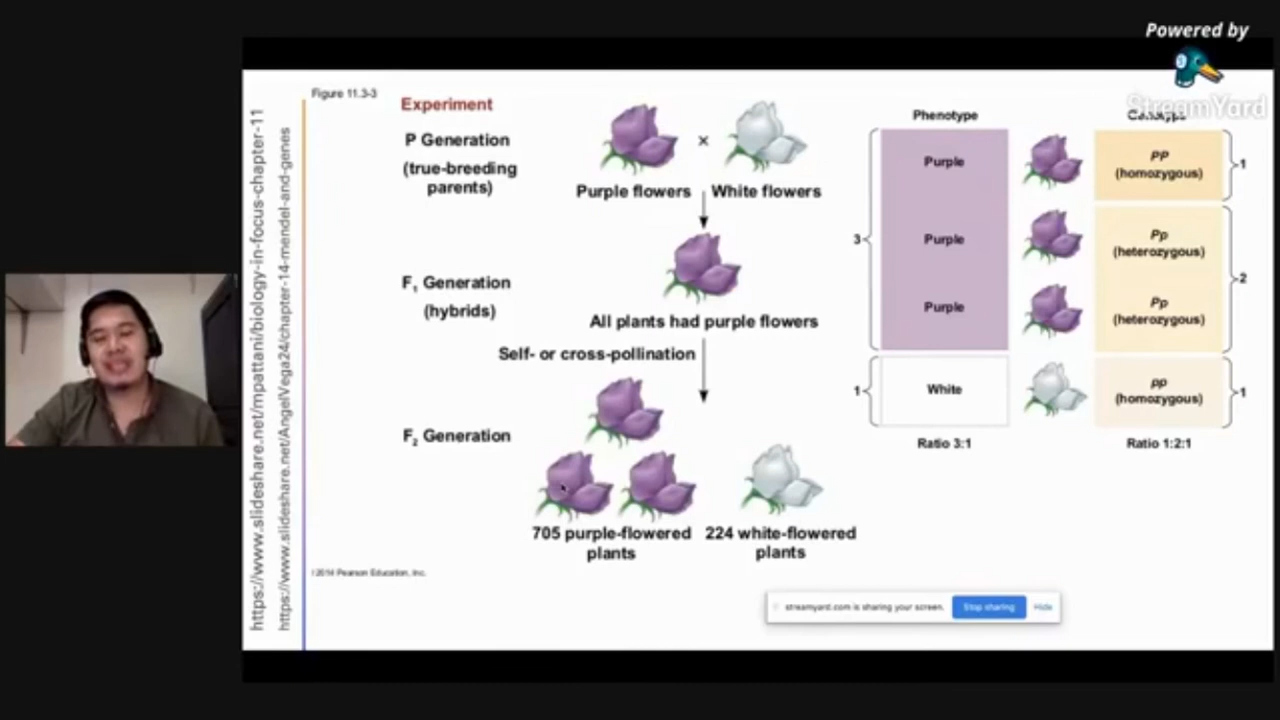 Powered by
StreamYard
https://www.slideshare.net/mpattani/biology-in-focus-chapter-11
https://www.slideshare.net/AngelVega24/chapter-14-mendel-and-genes
Figure 11.3-3
Experiment
P Generation
(true-breeding
parents)
×
Purple flowers
White flowers
F1 Generation
(hybrids)
All plants had purple flowers
Self- or cross-pollination
F2 Generation
705 purple-flowered
plants
224 white-flowered
plants
©2014 Pearson Education, Inc.
Phenotype
Genotype
3
Purple
PP
(homozygous)
1
Purple
Pp
(heterozygous)
2
Purple
Pp
(heterozygous)
1
White
pp
(homozygous)
1
Ratio 3:1
Ratio 1:2:1
streamyard.com is sharing your screen.
Stop sharing
Hide